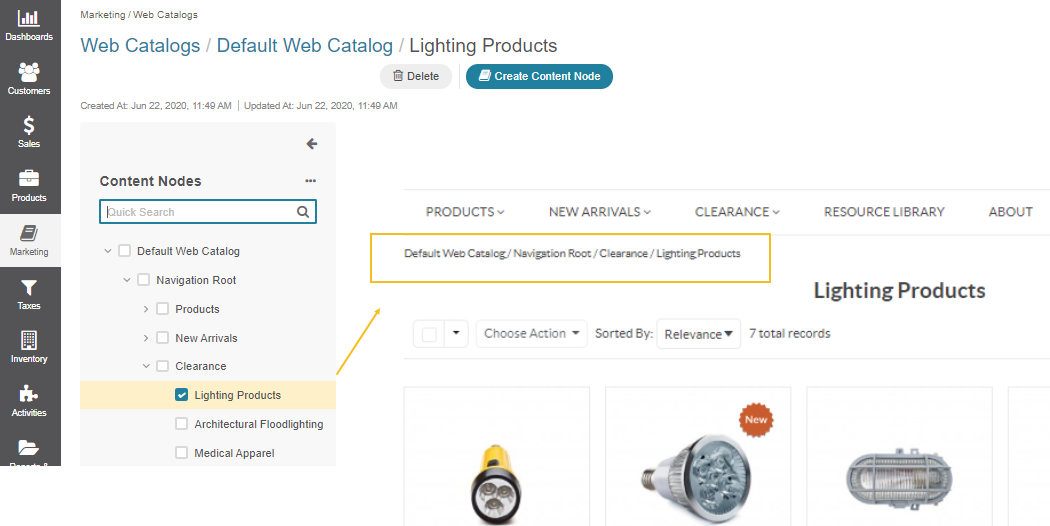 Marketing / Web Catalogs
Web Catalogs / Default Web Catalog / Lighting Products
Delete
Create Content Node
Created At: Jun 22, 2020, 11:49 AM | Updated At: Jun 22, 2020, 11:49 AM
Dashboards
Customers
Sales
Products
Marketing
Taxes
Inventory
Activities
Reports &
Content Nodes
...
Quick Search
Default Web Catalog
Navigation Root
Products
New Arrivals
Clearance
Lighting Products
Architectural Floodlighting
Medical Apparel
PRODUCTS NEW ARRIVALS CLEARANCE RESOURCE LIBRARY ABOUT
Default Web Catalog / Navigation Root / Clearance / Lighting Products
Lighting Products
Choose Action Sorted By: Relevance 7 total records
New